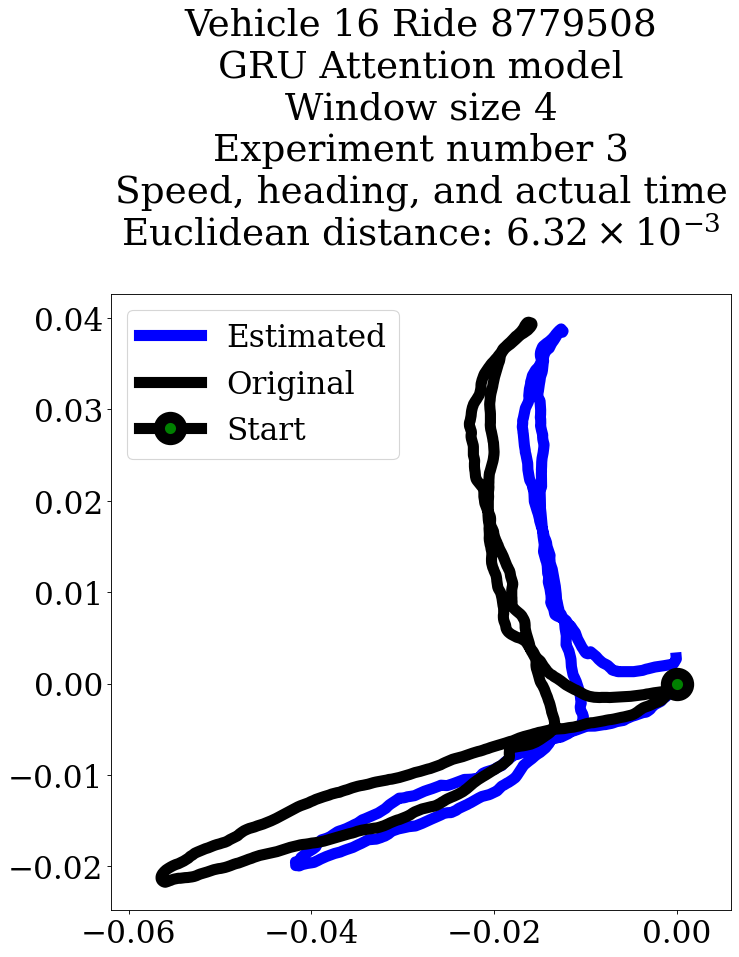 Vehicle 16 Ride 8779508
GRU Attention model
Window size 4
Experiment number 3
Speed, heading, and actual time
Euclidean distance: 6.32 × 10⁻³
Estimated
Original
Start
0.04
0.03
0.02
0.01
0.00
−0.01
−0.02
−0.06
−0.04
−0.02
0.00